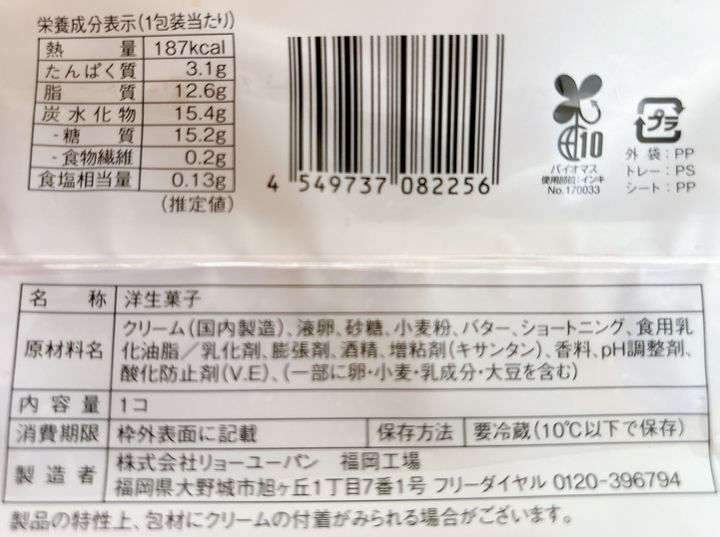 栄養成分表示(1包装当たり)
熱量 187kcal
たんぱく質 3.1g
脂質 12.6g
炭水化物 15.4g
-糖質 15.2g
-食物繊維 0.2g
食塩相当量 0.13g
(推定値)
4 549737 082256
10
バイオマス
使用部位:インキ
No.170033
プラ
外袋:PP
トレー:PS
シート:PP
名称 洋生菓子
原材料名 クリーム(国内製造)、液卵、砂糖、小麦粉、バター、ショートニング、食用乳
化油脂/乳化剤、膨張剤、酒精、増粘剤(キサンタン)、香料、pH調整剤、
酸化防止剤(V.E)、(一部に卵・小麦・乳成分・大豆を含む)
内容量 1コ
消費期限 枠外表面に記載 保存方法 要冷蔵(10℃以下で保存)
製造者 株式会社リョーユーパン 福岡工場
福岡県大野城市旭ヶ丘1丁目7番1号 フリーダイヤル 0120-396794
製品の特性上、包材にクリームの付着がみられる場合がございます。